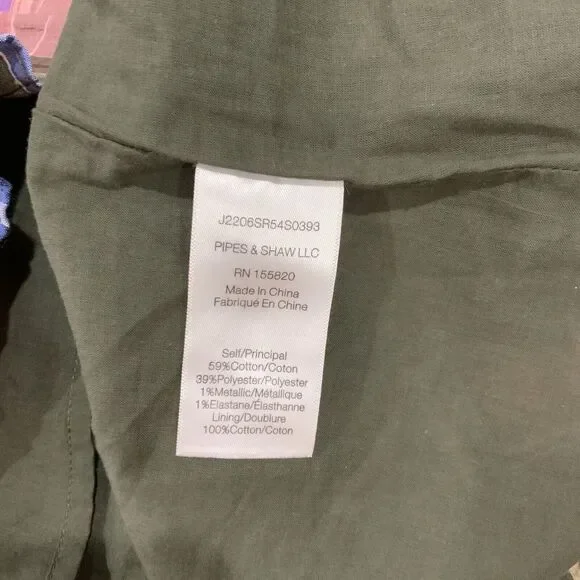 J2206SR54S0393
PIPES & SHAW LLC
RN 155820
Made In China
Fabriqué En Chine
Self/Principal
59%Cotton/Coton
39%Polyester/Polyester
1%Metallic/Métallique
1%Elastane/Élasthanne
Lining/Doublure
100%Cotton/Coton